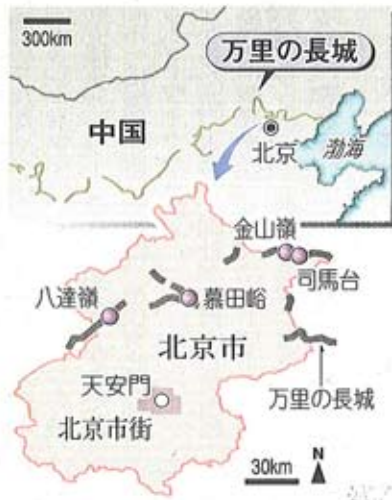 300km
万里の長城
中国
北京
渤海
金山嶺
司馬台
八達嶺
慕田峪
北京市
天安門
万里の長城
北京市街
30km
N